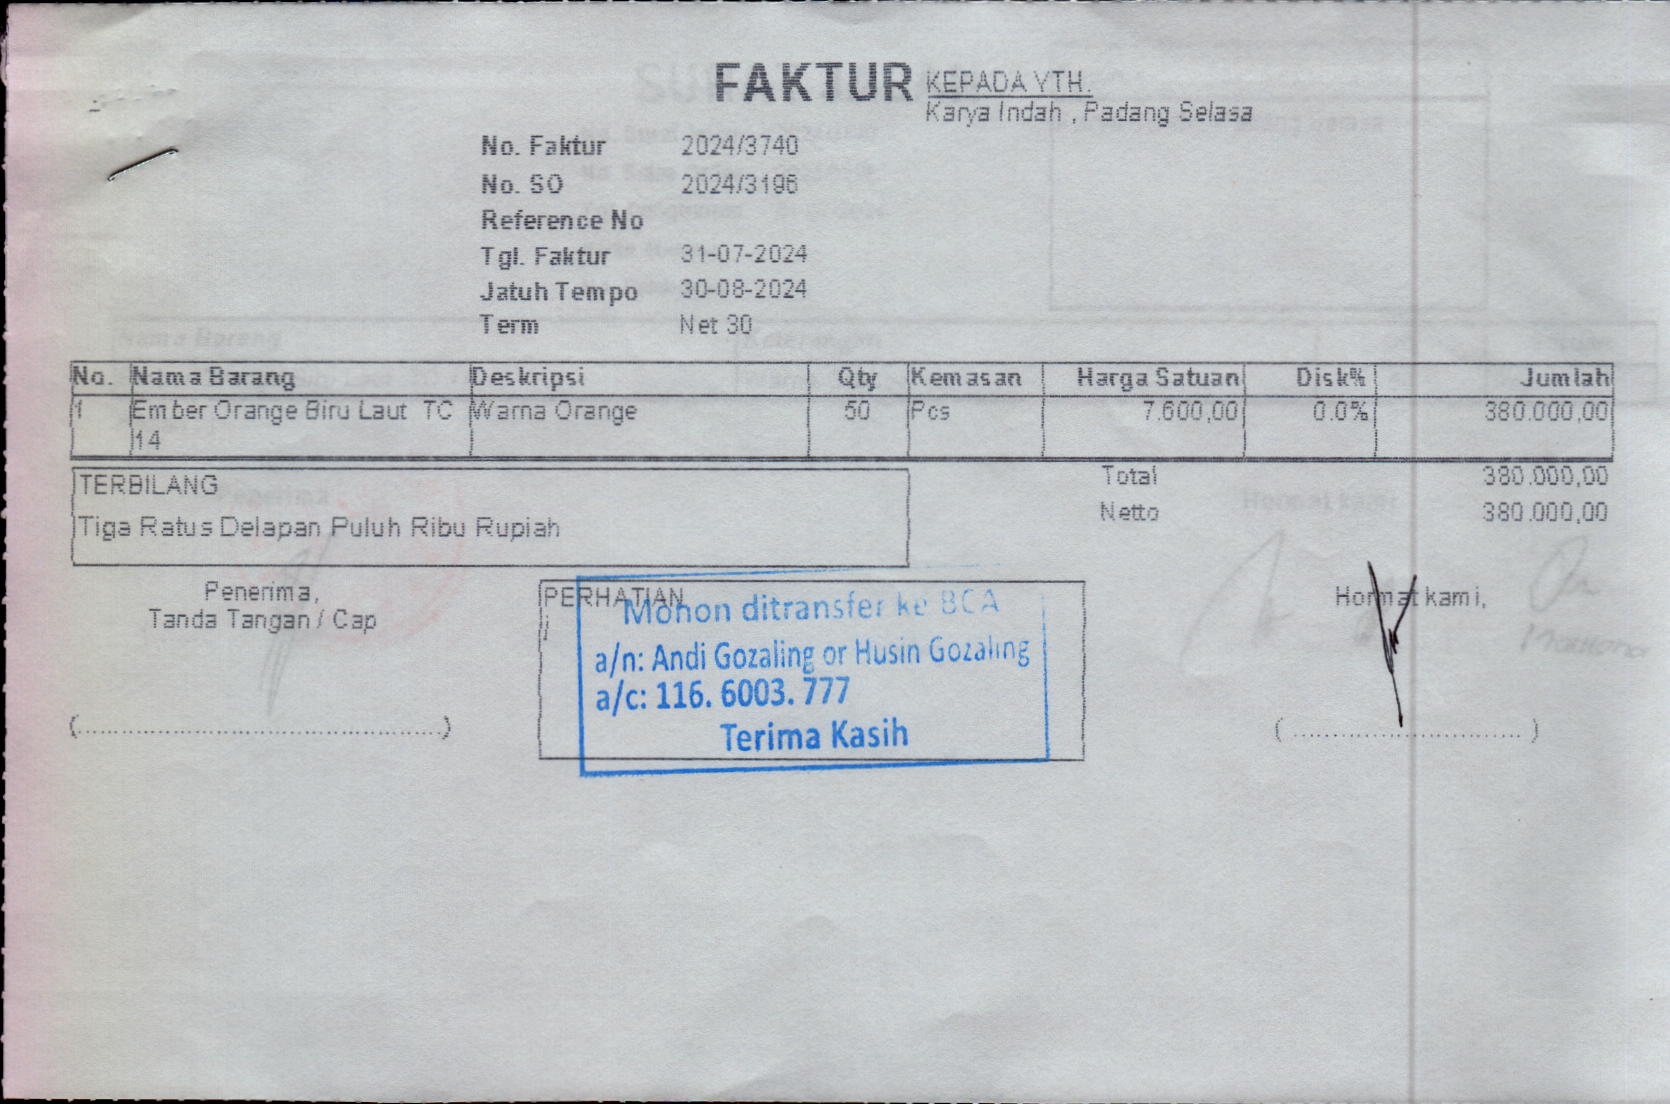 FAKTUR
KEPADA YTH.
Karya Indah , Padang Selasa
No. Faktur 2024/3740
No. SO 2024/3196
Reference No
Tgl. Faktur 31-07-2024
Jatuh Tempo 30-08-2024
Term Net 30
No. Nama Barang Deskripsi Qty Kemasan Harga Satuan Disk% Jumlah
1 Ember Orange Biru Laut TC Warna Orange 50 Pcs 7.600,00 0.0% 380.000,00
14
TERBILANG
Tiga Ratus Delapan Puluh Ribu Rupiah
Total 380.000,00
Netto 380.000,00
Penerima,
Tanda Tangan / Cap
(..........................................)
PERHATIAN
Mohon ditransfer ke BCA
a/n: Andi Gozaling or Husin Gozaling
a/c: 116. 6003. 777
Terima Kasih
Hormat kami,
( ............................ )